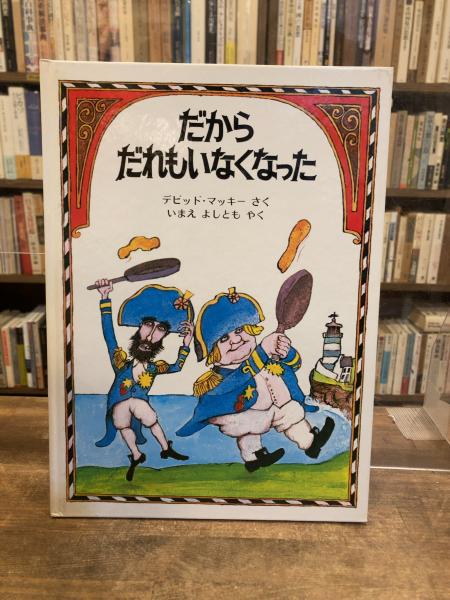 だから
だれもいなくなった
デビッド・マッキー さく
いまえ よしとも やく